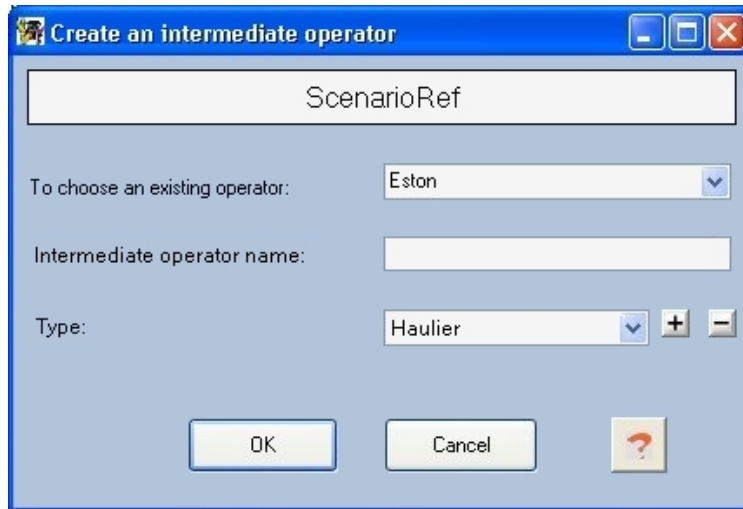 Create an intermediate operator
ScenarioRef
To choose an existing operator: Eston
Intermediate operator name:
Type: Haulier + −
OK Cancel ?